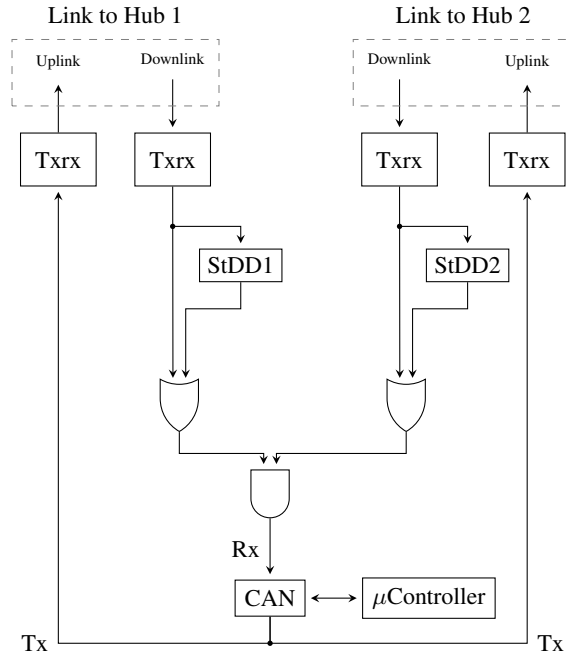 Link to Hub 1
Link to Hub 2
Uplink
Downlink
Downlink
Uplink
Txrx
Txrx
Txrx
Txrx
StDD1
StDD2
Rx
CAN
μController
Tx
Tx